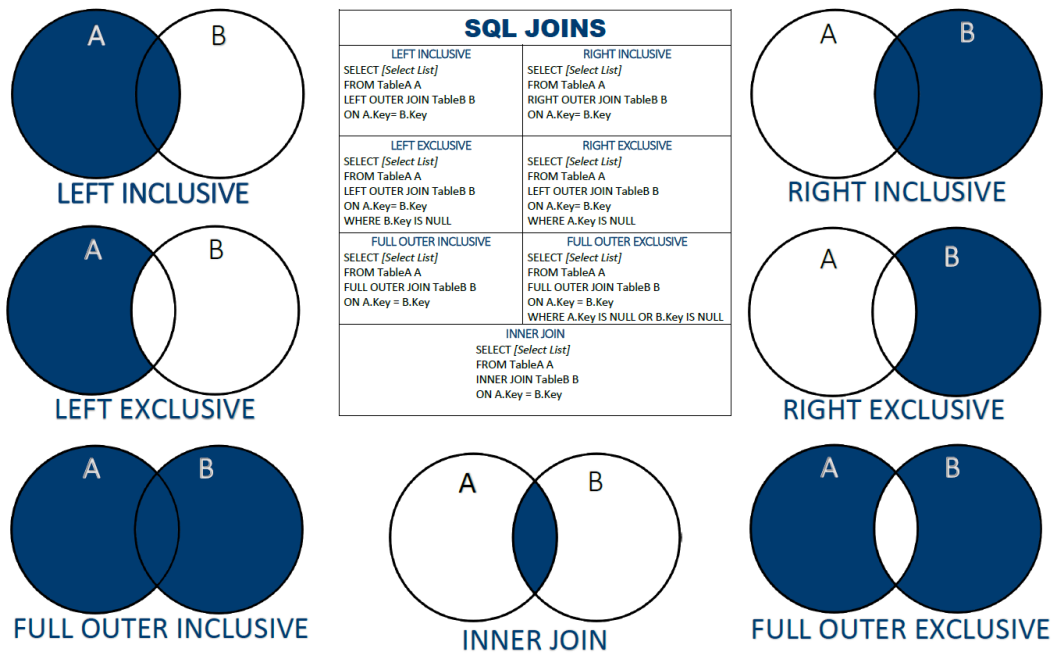 A
B
LEFT INCLUSIVE
SQL JOINS
LEFT INCLUSIVE
SELECT [Select List]
FROM TableA A
LEFT OUTER JOIN TableB B
ON A.Key= B.Key
RIGHT INCLUSIVE
SELECT [Select List]
FROM TableA A
RIGHT OUTER JOIN TableB B
ON A.Key= B.Key
LEFT EXCLUSIVE
SELECT [Select List]
FROM TableA A
LEFT OUTER JOIN TableB B
ON A.Key= B.Key
WHERE B.Key IS NULL
RIGHT EXCLUSIVE
SELECT [Select List]
FROM TableA A
LEFT OUTER JOIN TableB B
ON A.Key= B.Key
WHERE A.Key IS NULL
FULL OUTER INCLUSIVE
SELECT [Select List]
FROM TableA A
FULL OUTER JOIN TableB B
ON A.Key = B.Key
FULL OUTER EXCLUSIVE
SELECT [Select List]
FROM TableA A
FULL OUTER JOIN TableB B
ON A.Key = B.Key
WHERE A.Key IS NULL OR B.Key IS NULL
INNER JOIN
SELECT [Select List]
FROM TableA A
INNER JOIN TableB B
ON A.Key = B.Key
A
B
RIGHT INCLUSIVE
A
B
LEFT EXCLUSIVE
A
B
RIGHT EXCLUSIVE
A
B
FULL OUTER INCLUSIVE
A
B
INNER JOIN
A
B
FULL OUTER EXCLUSIVE